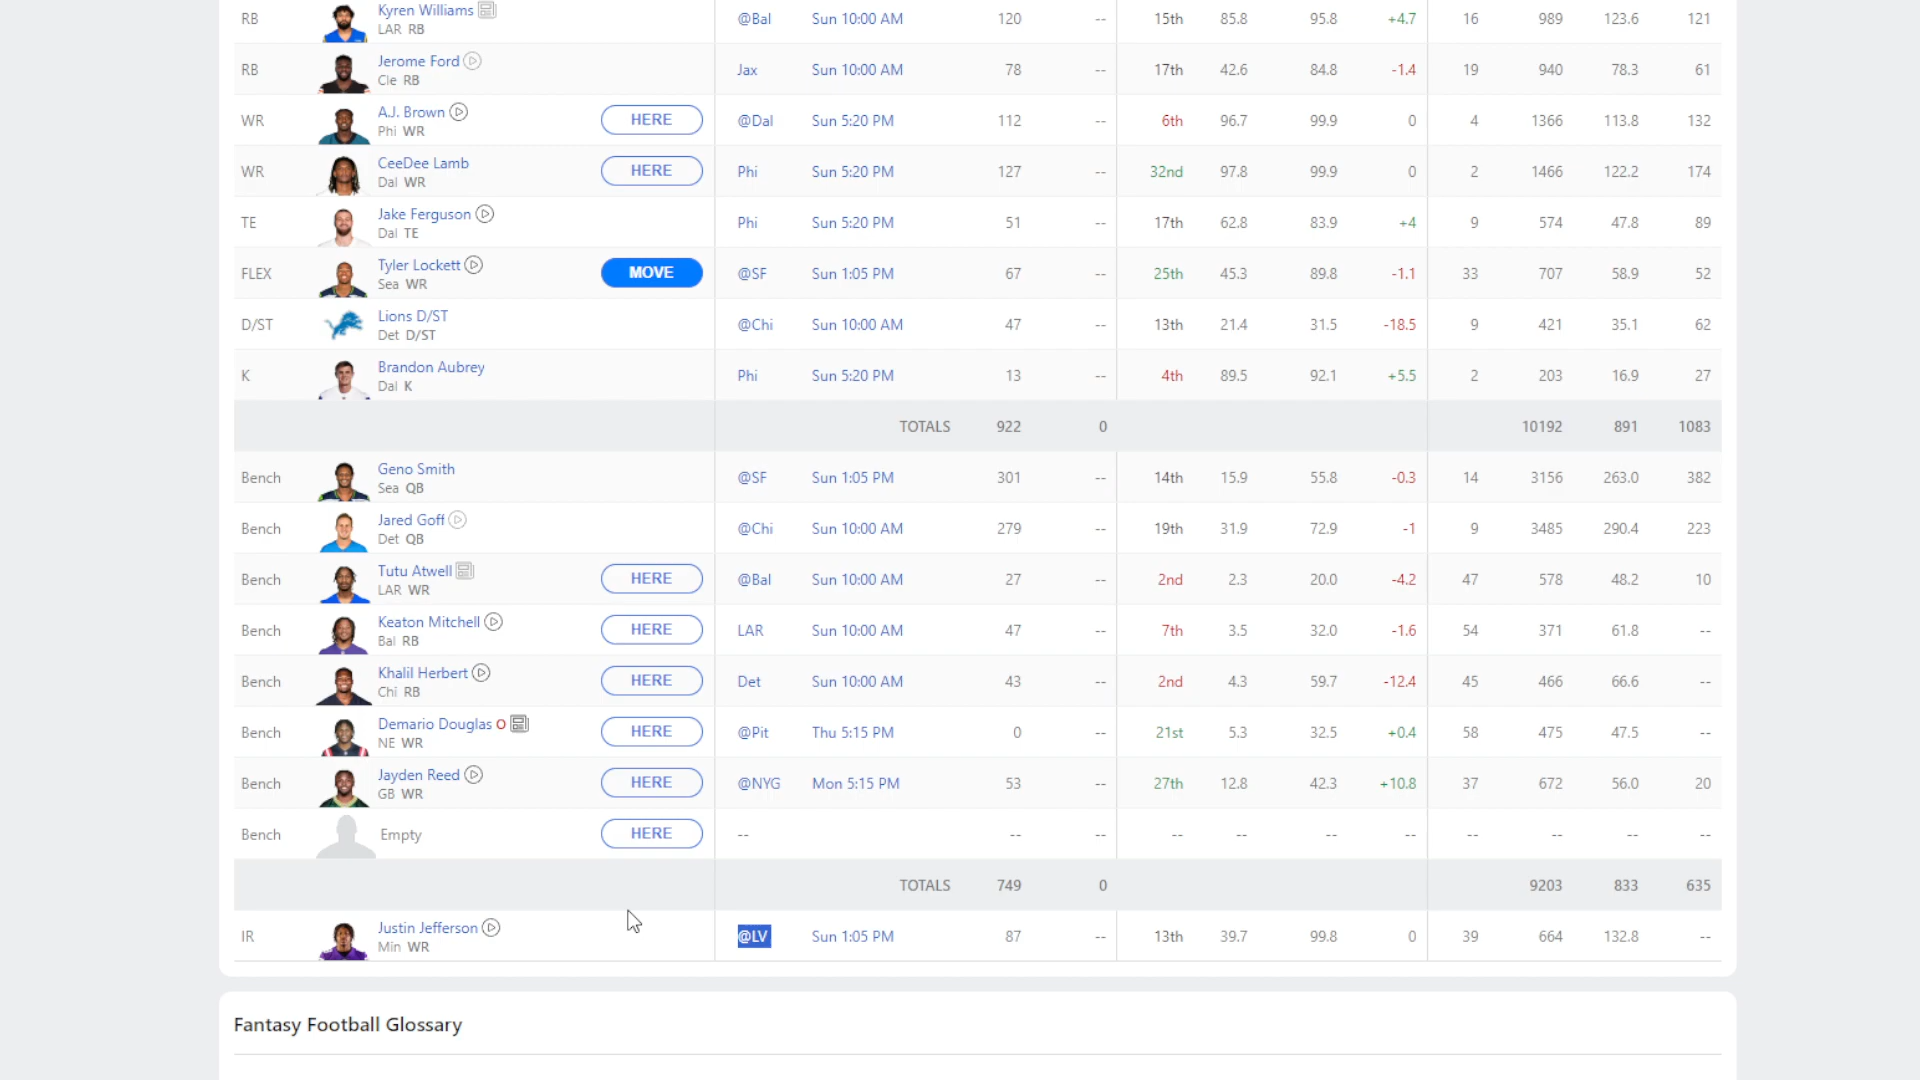 RB Kyren Williams LAR RB @Bal Sun 10:00 AM 120 -- 15th 85.8 95.8 +4.7 16 989 123.6 121
RB Jerome Ford Cle RB Jax Sun 10:00 AM 78 -- 17th 42.6 84.8 -1.4 19 940 78.3 61
WR A.J. Brown Phi WR HERE @Dal Sun 5:20 PM 112 -- 6th 96.7 99.9 0 4 1366 113.8 132
WR CeeDee Lamb Dal WR HERE Phi Sun 5:20 PM 127 -- 32nd 97.8 99.9 0 2 1466 122.2 174
TE Jake Ferguson Dal TE Phi Sun 5:20 PM 51 -- 17th 62.8 83.9 +4 9 574 47.8 89
FLEX Tyler Lockett Sea WR MOVE @SF Sun 1:05 PM 67 -- 25th 45.3 89.8 -1.1 33 707 58.9 52
D/ST Lions D/ST Det D/ST @Chi Sun 10:00 AM 47 -- 13th 21.4 31.5 -18.5 9 421 35.1 62
K Brandon Aubrey Dal K Phi Sun 5:20 PM 13 -- 4th 89.5 92.1 +5.5 2 203 16.9 27
TOTALS 922 0 10192 891 1083
Bench Geno Smith Sea QB @SF Sun 1:05 PM 301 -- 14th 15.9 55.8 -0.3 14 3156 263.0 382
Bench Jared Goff Det QB @Chi Sun 10:00 AM 279 -- 19th 31.9 72.9 -1 9 3485 290.4 223
Bench Tutu Atwell LAR WR HERE @Bal Sun 10:00 AM 27 -- 2nd 2.3 20.0 -4.2 47 578 48.2 10
Bench Keaton Mitchell Bal RB HERE LAR Sun 10:00 AM 47 -- 7th 3.5 32.0 -1.6 54 371 61.8 --
Bench Khalil Herbert Chi RB HERE Det Sun 10:00 AM 43 -- 2nd 4.3 59.7 -12.4 45 466 66.6 --
Bench Demario Douglas O NE WR HERE @Pit Thu 5:15 PM 0 -- 21st 5.3 32.5 +0.4 58 475 47.5 --
Bench Jayden Reed GB WR HERE @NYG Mon 5:15 PM 53 -- 27th 12.8 42.3 +10.8 37 672 56.0 20
Bench Empty HERE -- -- -- -- -- -- -- -- -- -- --
TOTALS 749 0 9203 833 635
IR Justin Jefferson Min WR @LV Sun 1:05 PM 87 -- 13th 39.7 99.8 0 39 664 132.8 --
Fantasy Football Glossary